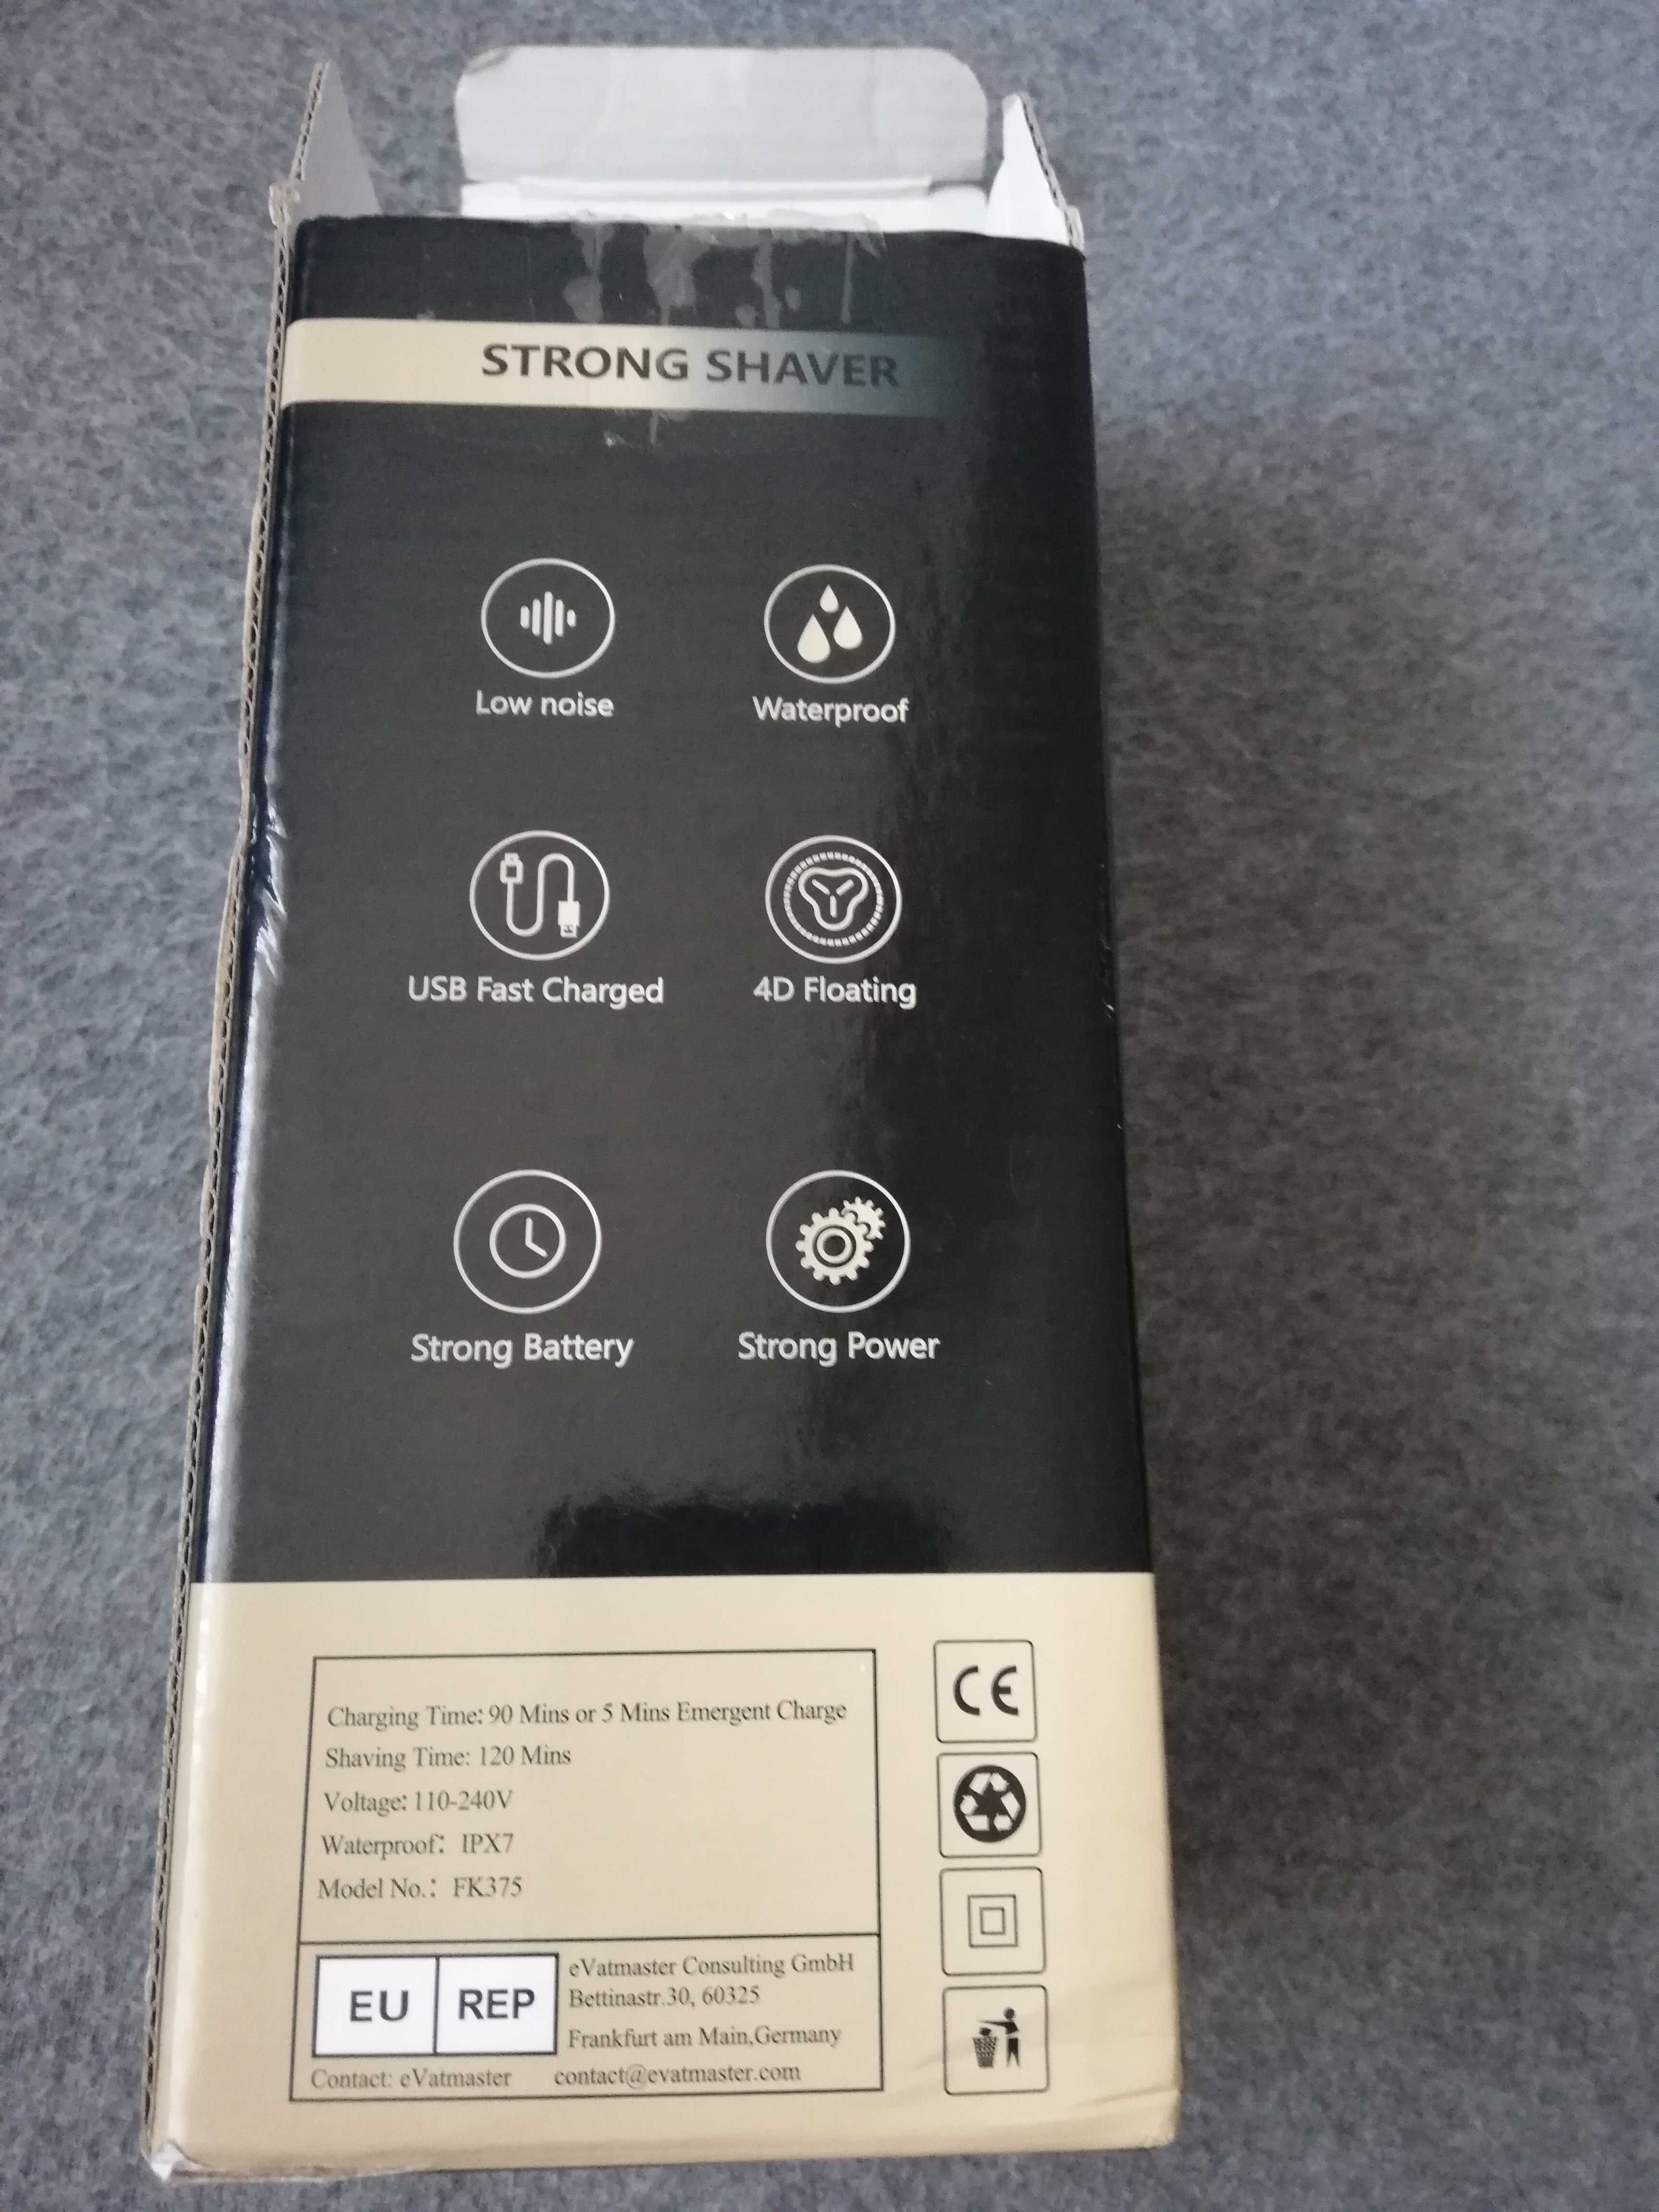 STRONG SHAVER
Low noise
Waterproof
USB Fast Charged
4D Floating
Strong Battery
Strong Power
Charging Time: 90 Mins or 5 Mins Emergent Charge
Shaving Time: 120 Mins
Voltage: 110-240V
Waterproof: IPX7
Model No.: FK375
EU REP
eVatmaster Consulting GmbH
Bettinastr.30, 60325
Frankfurt am Main,Germany
Contact: eVatmaster contact@evatmaster.com
CE